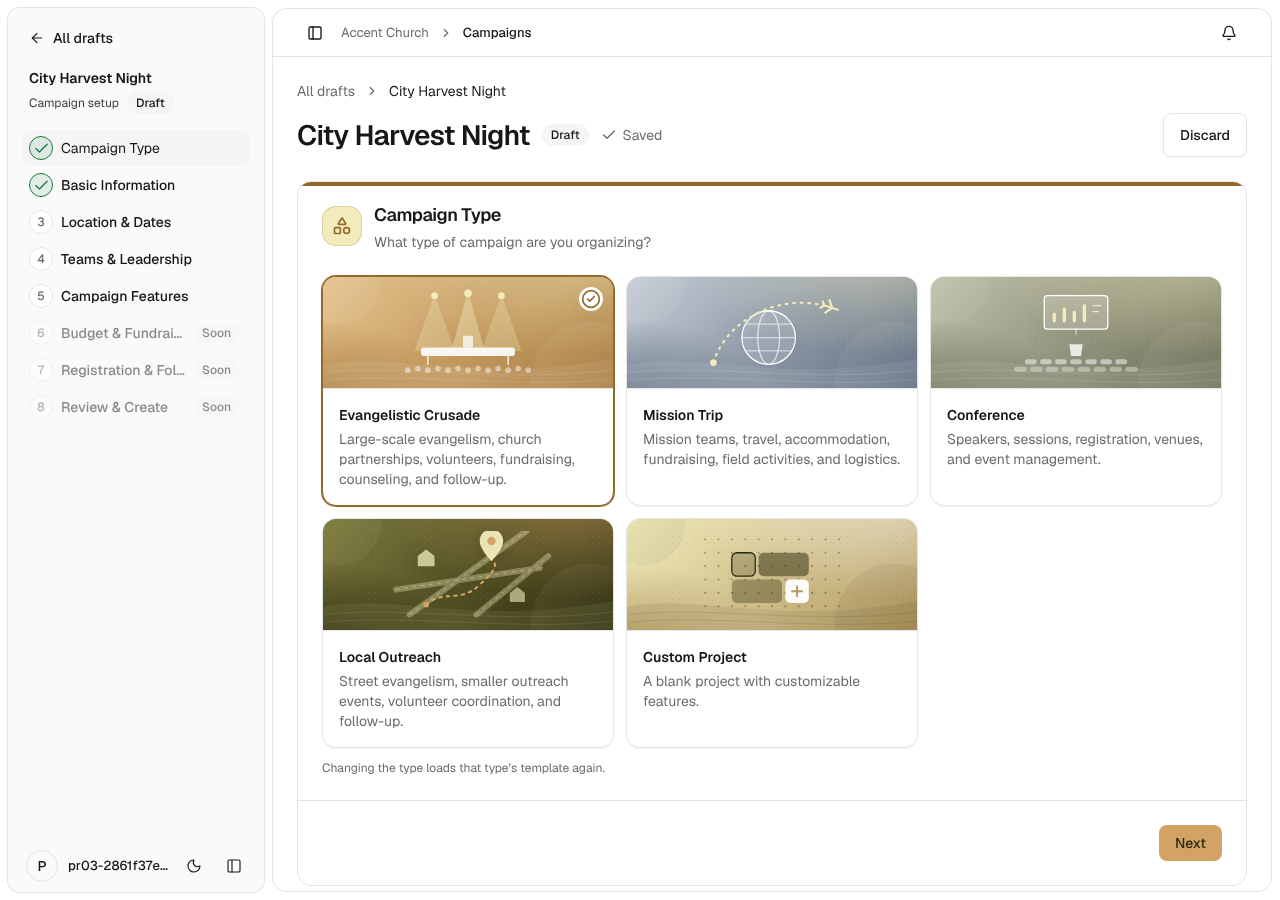 All drafts
City Harvest Night
Campaign setup Draft
Campaign Type
Basic Information
3 Location & Dates
4 Teams & Leadership
5 Campaign Features
6 Budget & Fundrai... Soon
7 Registration & Fol... Soon
8 Review & Create Soon
P pr03-2861f37e...
Accent Church Campaigns
All drafts City Harvest Night
City Harvest Night Draft Saved
Discard
Campaign Type
What type of campaign are you organizing?
Evangelistic Crusade
Large-scale evangelism, church
partnerships, volunteers, fundraising,
counseling, and follow-up.
Mission Trip
Mission teams, travel, accommodation,
fundraising, field activities, and logistics.
Conference
Speakers, sessions, registration, venues,
and event management.
Local Outreach
Street evangelism, smaller outreach
events, volunteer coordination, and
follow-up.
Custom Project
A blank project with customizable
features.
Changing the type loads that type's template again.
Next